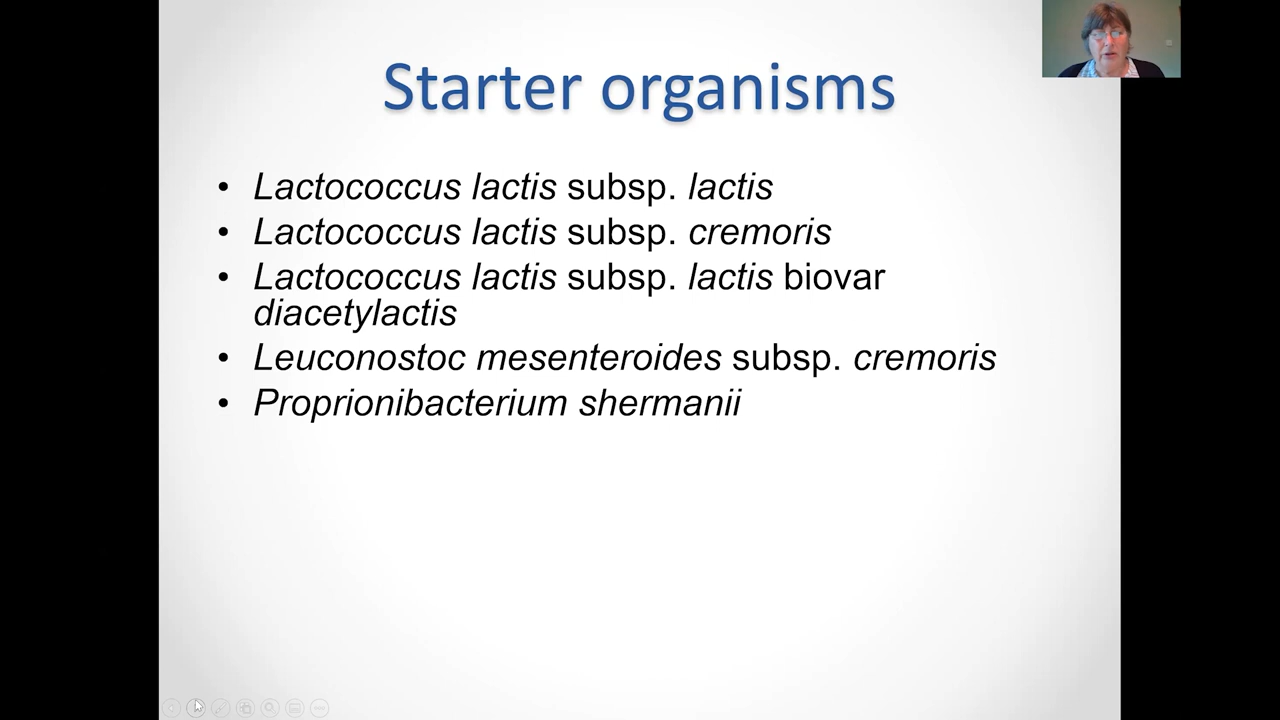 Starter organisms
• Lactococcus lactis subsp. lactis
• Lactococcus lactis subsp. cremoris
• Lactococcus lactis subsp. lactis biovar
diacetylactis
• Leuconostoc mesenteroides subsp. cremoris
• Proprionibacterium shermanii